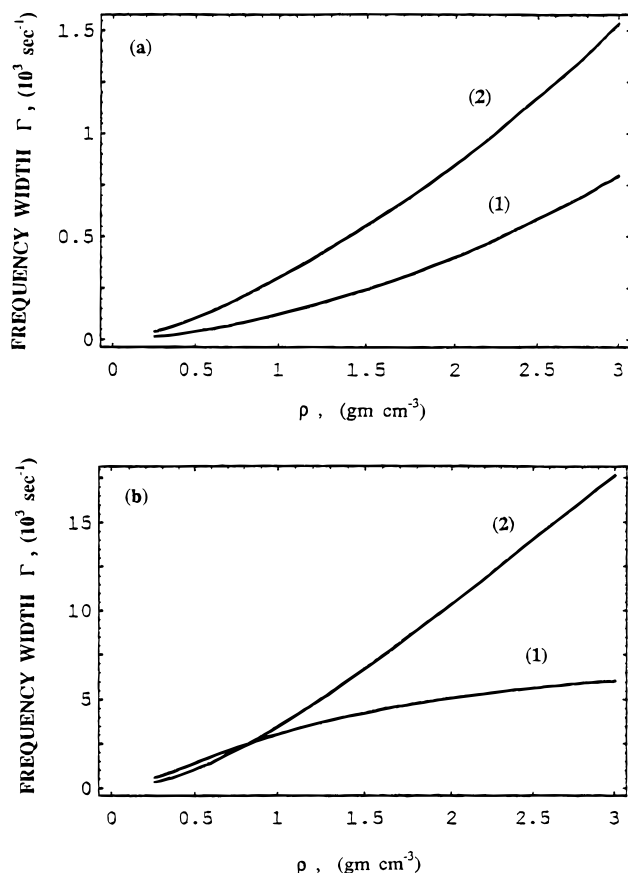 FREQUENCY WIDTH Γ , (10³ sec⁻¹)
(a)
1.5
1
0.5
0
(2)
(1)
0 0.5 1 1.5 2 2.5 3
ρ , (gm cm⁻³)
FREQUENCY WIDTH Γ , (10³ sec⁻¹)
(b)
15
10
5
0
(2)
(1)
0 0.5 1 1.5 2 2.5 3
ρ , (gm cm⁻³)